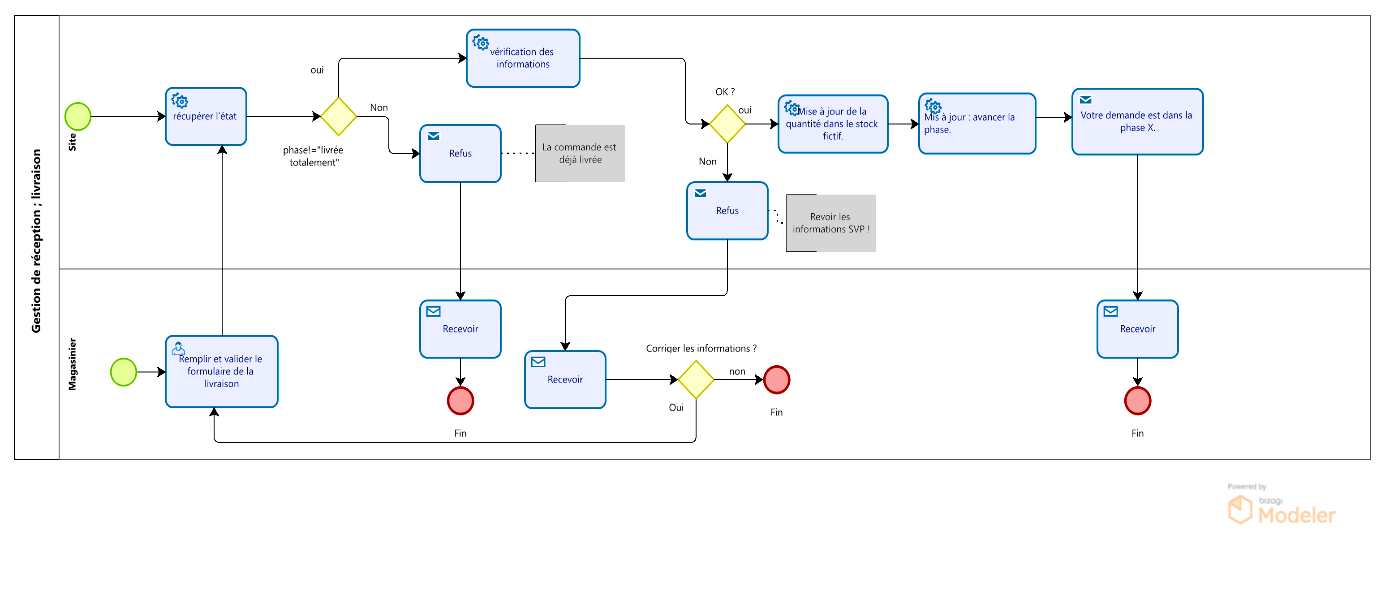 Gestion de réception ; livraison
Site
oui
vérification des
informations
OK ?
oui
récupérer l'état
Non
phase!="livrée
totalement"
Refus
La commande est
déjà livrée
Mise à jour de la
quantité dans le stock
fictif.
Mis à jour : avancer la
phase.
Votre demande est dans la
phase X.
Non
Refus
Revoir les
informations SVP !
Magasinier
Remplir et valider le
formulaire de la
livraison
Recevoir
Fin
Recevoir
Corriger les informations ?
non
Oui
Fin
Recevoir
Fin
Powered by
bizagi
Modeler